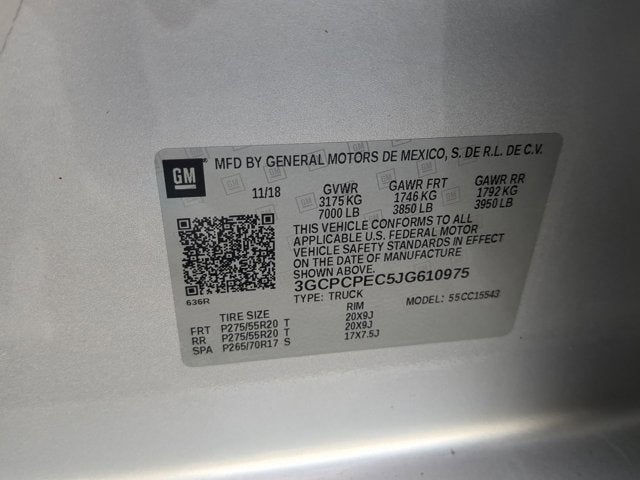 GM MFD BY GENERAL MOTORS DE MEXICO, S. DE R.L. DE C.V.
11/18 GVWR GAWR FRT GAWR RR
3175 KG 1746 KG 1792 KG
7000 LB 3850 LB 3950 LB
THIS VEHICLE CONFORMS TO ALL
APPLICABLE U.S. FEDERAL MOTOR
VEHICLE SAFETY STANDARDS IN EFFECT
ON THE DATE OF MANUFACTURE
SHOWN ABOVE.
636R 3GCPCPEC5JG610975
TYPE: TRUCK MODEL: 55CC15543
TIRE SIZE RIM
FRT P275/55R20 T 20X9J
RR P275/55R20 T 20X9J
SPA P265/70R17 S 17X7.5J